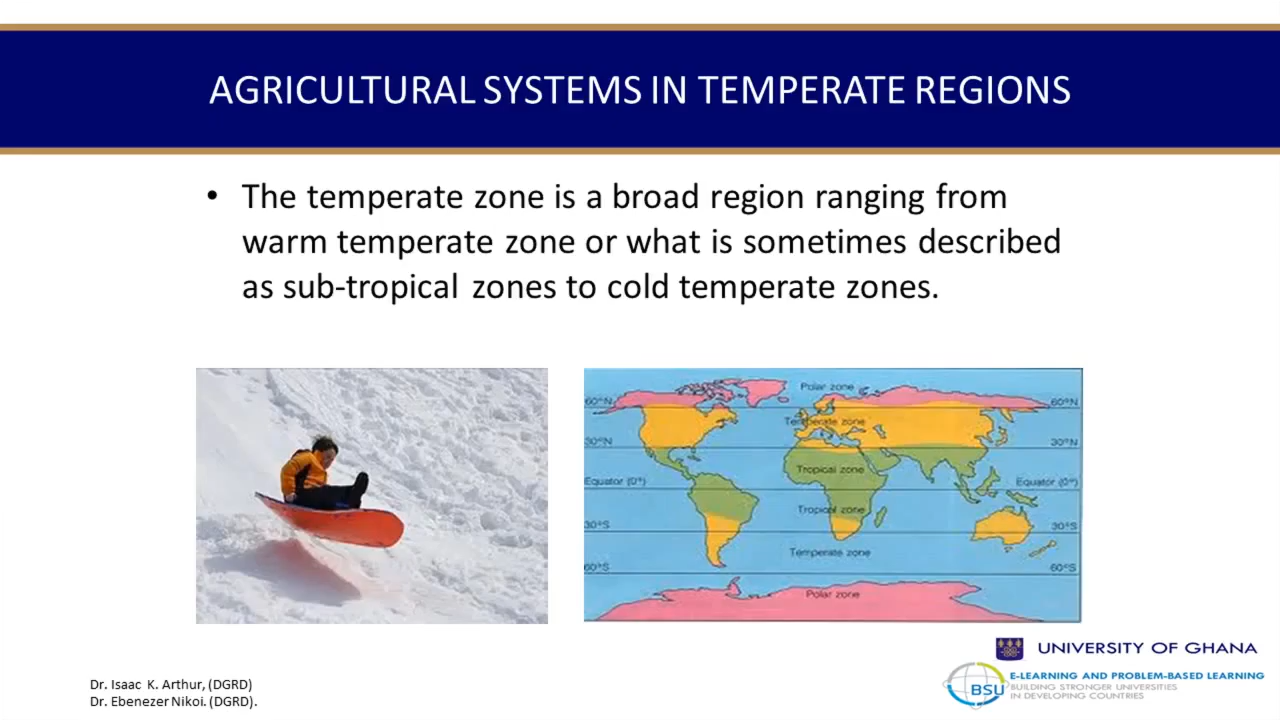 AGRICULTURAL SYSTEMS IN TEMPERATE REGIONS
• The temperate zone is a broad region ranging from
warm temperate zone or what is sometimes described
as sub-tropical zones to cold temperate zones.
Polar zone
60°N
60°N
Temperate zone
30°N
30°N
Tropical zone
Equator (0°)
Equator (0°)
Tropical zone
30°S
30°S
Temperate zone
60°S
60°S
Polar zone
UNIVERSITY OF GHANA
BSU
E-LEARNING AND PROBLEM-BASED LEARNING
BUILDING STRONGER UNIVERSITIES
IN DEVELOPING COUNTRIES
Dr. Isaac K. Arthur, (DGRD)
Dr. Ebenezer Nikoi. (DGRD).